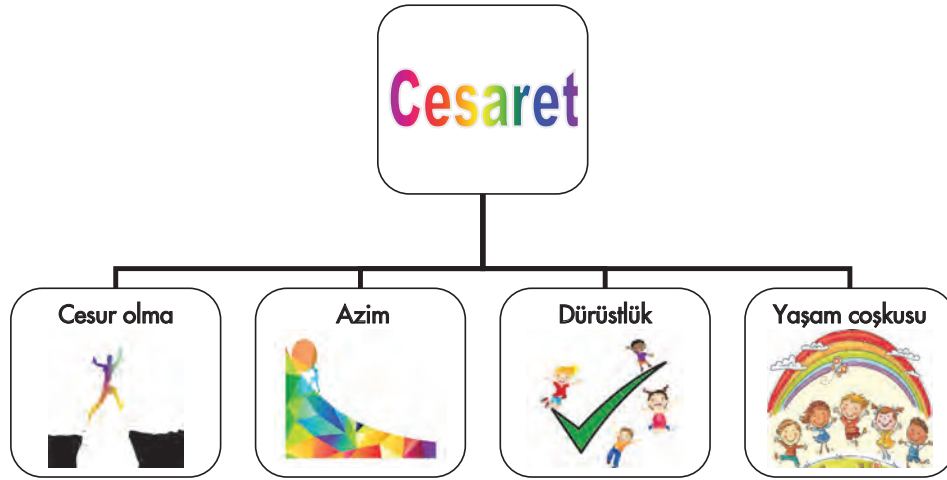 Cesaret
Cesur olma
Azim
Dürüstlük
Yaşam coşkusu